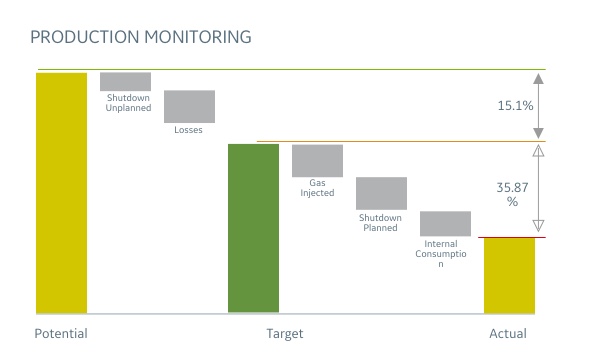 PRODUCTION MONITORING
Shutdown
Unplanned
Losses
15.1%
Gas
Injected
Shutdown
Planned
Internal
Consumptio
n
35.87
%
Potential
Target
Actual